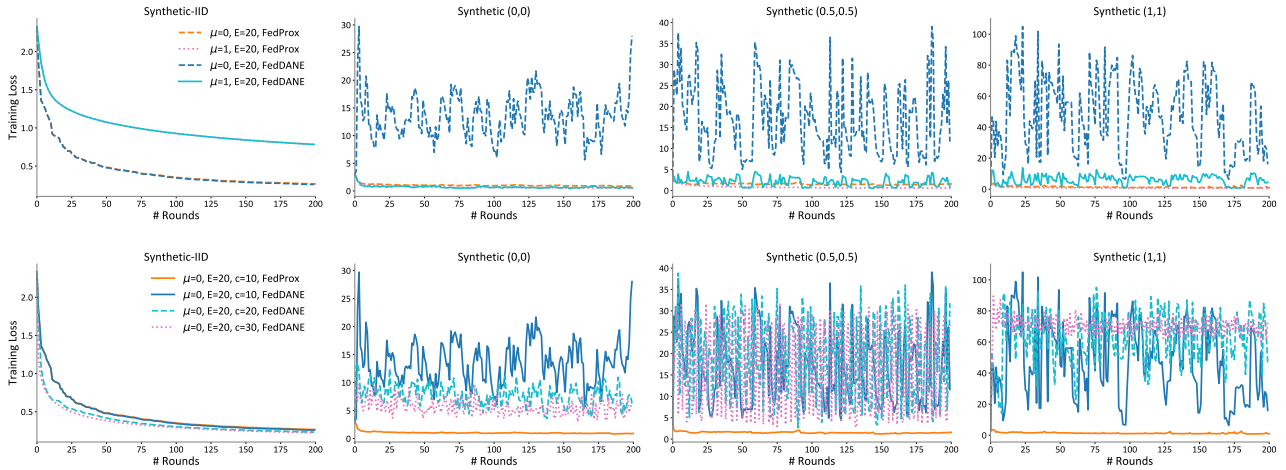 Synthetic-IID
Training Loss
2.0
1.5
1.0
0.5
μ=0, E=20, FedProx
μ=1, E=20, FedProx
μ=0, E=20, FedDANE
μ=1, E=20, FedDANE
0 25 50 75 100 125 150 175 200
# Rounds
Synthetic (0,0)
30
25
20
15
10
5
0
0 25 50 75 100 125 150 175 200
# Rounds
Synthetic (0.5,0.5)
40
35
30
25
20
15
10
5
0
0 25 50 75 100 125 150 175 200
# Rounds
Synthetic (1,1)
100
80
60
40
20
0
0 25 50 75 100 125 150 175 200
# Rounds
Synthetic-IID
Training Loss
2.0
1.5
1.0
0.5
μ=0, E=20, c=10, FedProx
μ=0, E=20, c=10, FedDANE
μ=0, E=20, c=20, FedDANE
μ=0, E=20, c=30, FedDANE
0 25 50 75 100 125 150 175 200
# Rounds
Synthetic (0,0)
30
25
20
15
10
5
0
0 25 50 75 100 125 150 175 200
# Rounds
Synthetic (0.5,0.5)
40
35
30
25
20
15
10
5
0
0 25 50 75 100 125 150 175 200
# Rounds
Synthetic (1,1)
100
80
60
40
20
0
0 25 50 75 100 125 150 175 200
# Rounds